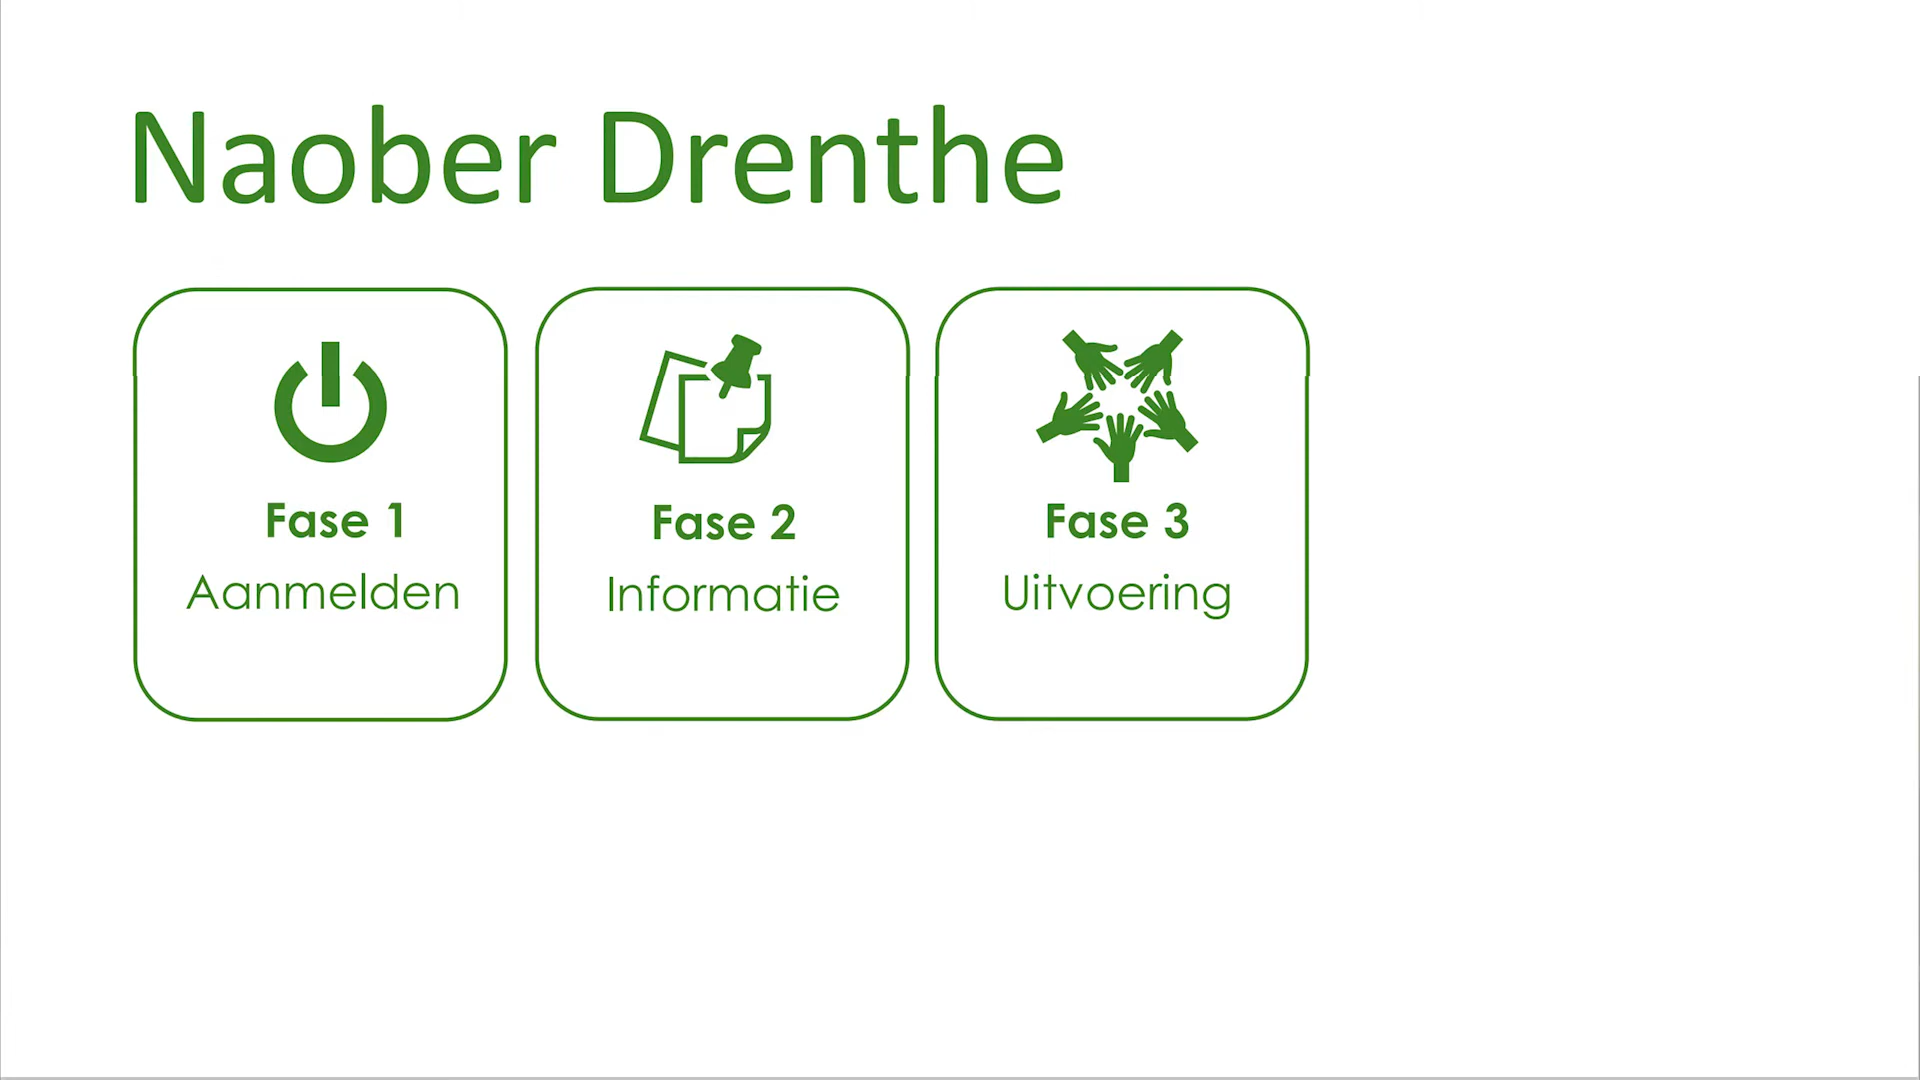 Naober Drenthe
Fase 1
Aanmelden
Fase 2
Informatie
Fase 3
Uitvoering